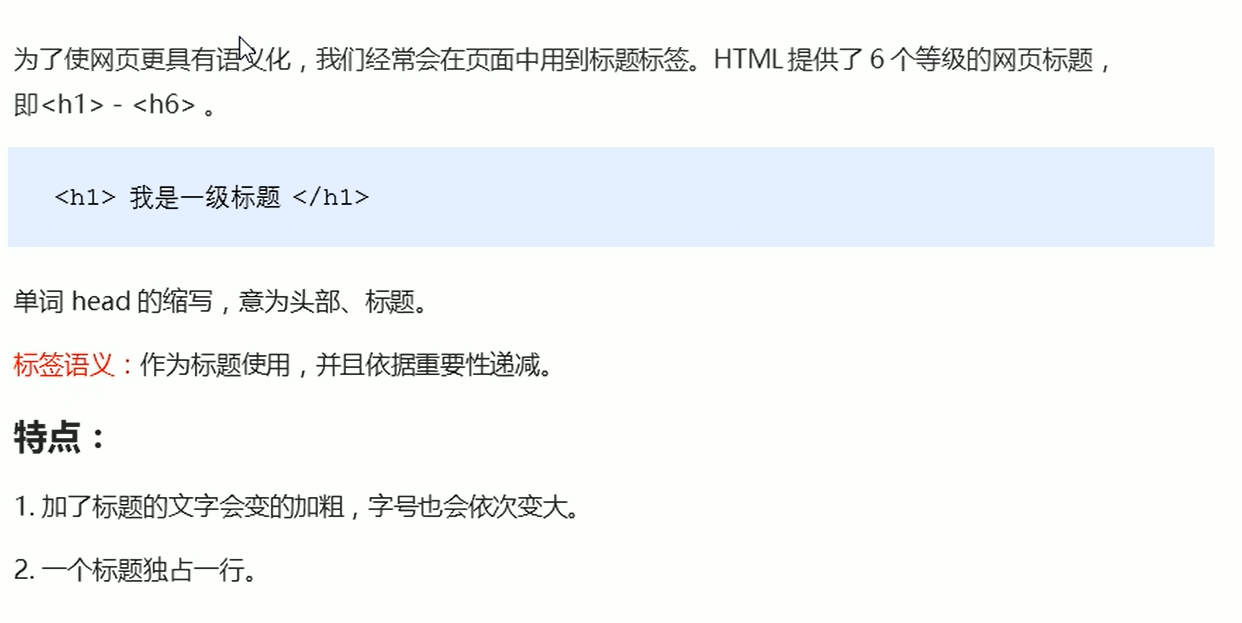 为了使网页更具有语义化，我们经常会在页面中用到标题标签。HTML提供了 6 个等级的网页标题，
即<h1> - <h6> 。
<h1> 我是一级标题 </h1>
单词 head 的缩写，意为头部、标题。
标签语义：作为标题使用，并且依据重要性递减。
特点：
1. 加了标题的文字会变的加粗，字号也会依次变大。
2. 一个标题独占一行。